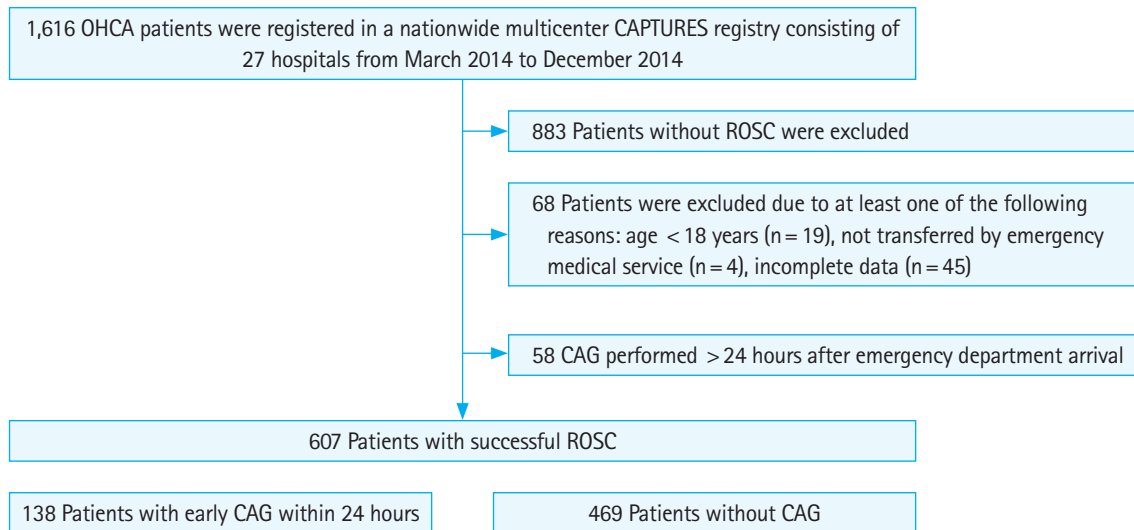 1,616 OHCA patients were registered in a nationwide multicenter CAPTURES registry consisting of
27 hospitals from March 2014 to December 2014
883 Patients without ROSC were excluded
68 Patients were excluded due to at least one of the following
reasons: age < 18 years (n = 19), not transferred by emergency
medical service (n = 4), incomplete data (n = 45)
58 CAG performed > 24 hours after emergency department arrival
607 Patients with successful ROSC
138 Patients with early CAG within 24 hours
469 Patients without CAG